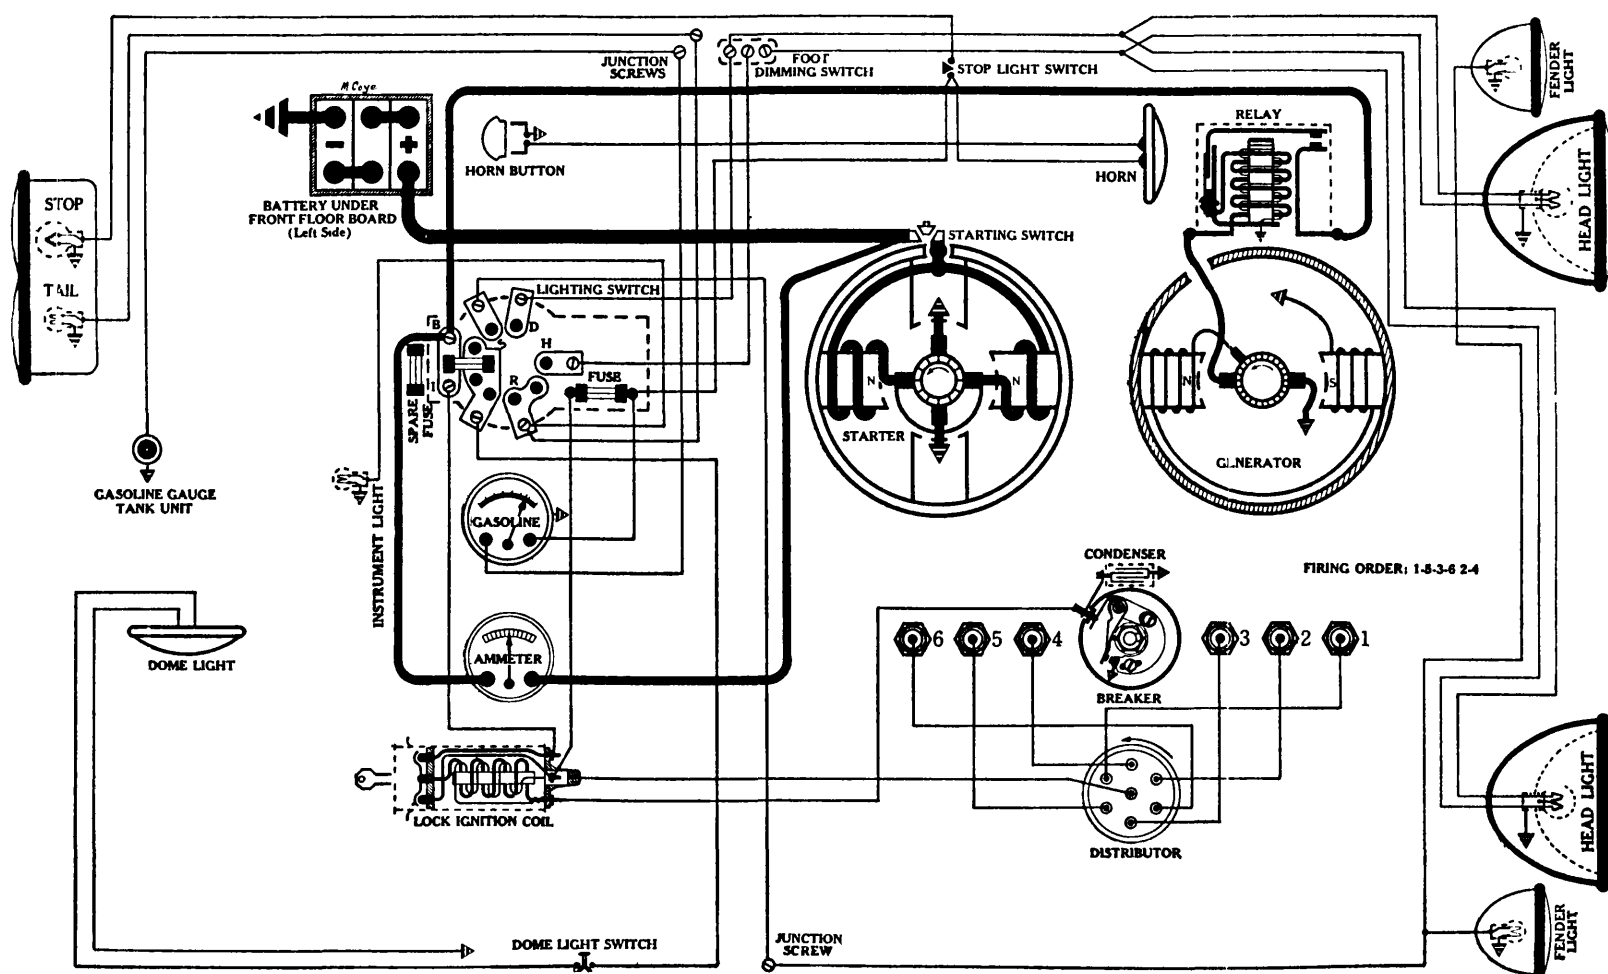 JUNCTION
SCREWS
FOOT
DIMMING SWITCH
STOP LIGHT SWITCH
FENDER
LIGHT
M Coye
RELAY
HORN BUTTON
HORN
HEAD LIGHT
BATTERY UNDER
FRONT FLOOR BOARD
(Left Side)
STOP
TAIL
STARTING SWITCH
LIGHTING SWITCH
B
D
S
H
I
R
FUSE
SPARE
FUSE
N
N
N
S
STARTER
GENERATOR
GASOLINE GAUGE
TANK UNIT
INSTRUMENT LIGHT
GASOLINE
CONDENSER
FIRING ORDER: 1-5-3-6 2-4
6
5
4
3
2
1
DOME LIGHT
AMMETER
BREAKER
LOCK IGNITION COIL
HEAD LIGHT
DISTRIBUTOR
DOME LIGHT SWITCH
JUNCTION
SCREW
FENDER
LIGHT